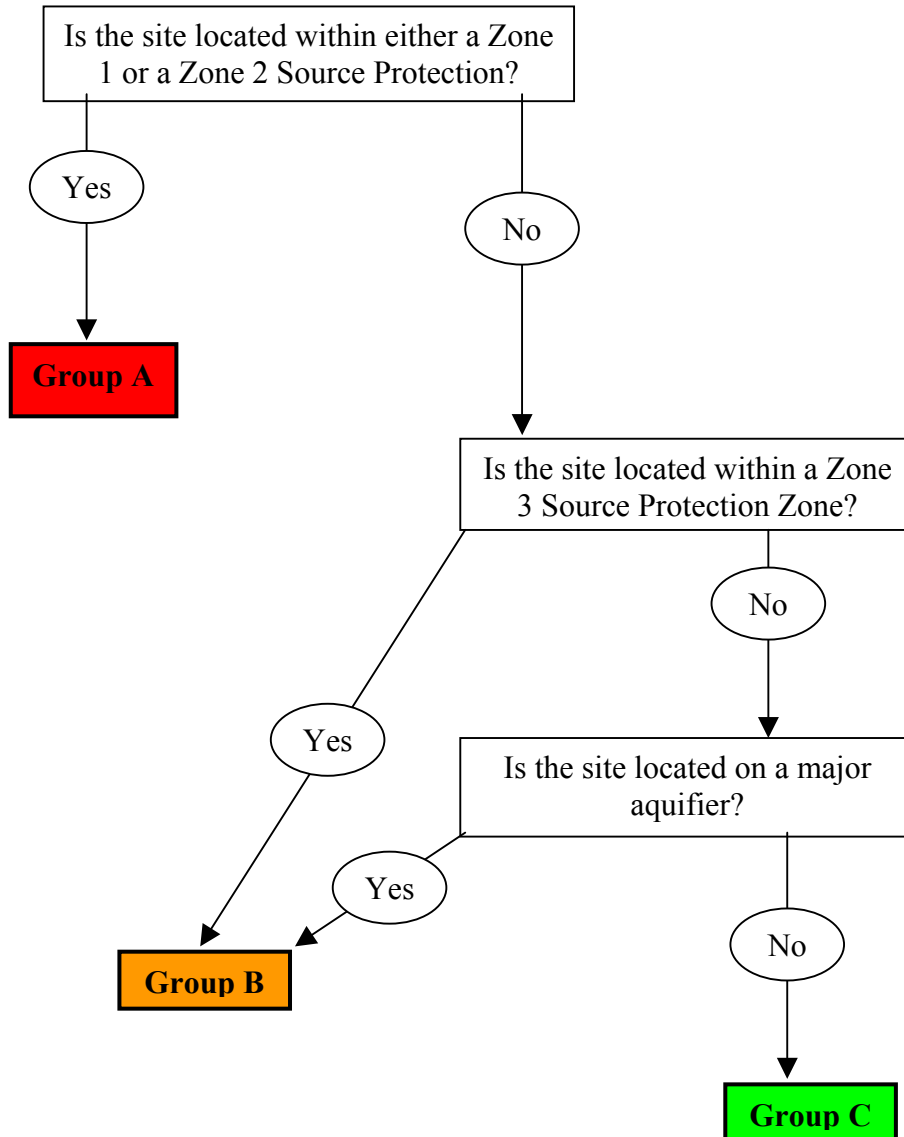 Is the site located within either a Zone
1 or a Zone 2 Source Protection?
Yes
No
Group A
Is the site located within a Zone
3 Source Protection Zone?
No
Yes
Is the site located on a major
aquifier?
Yes
No
Group B
Group C